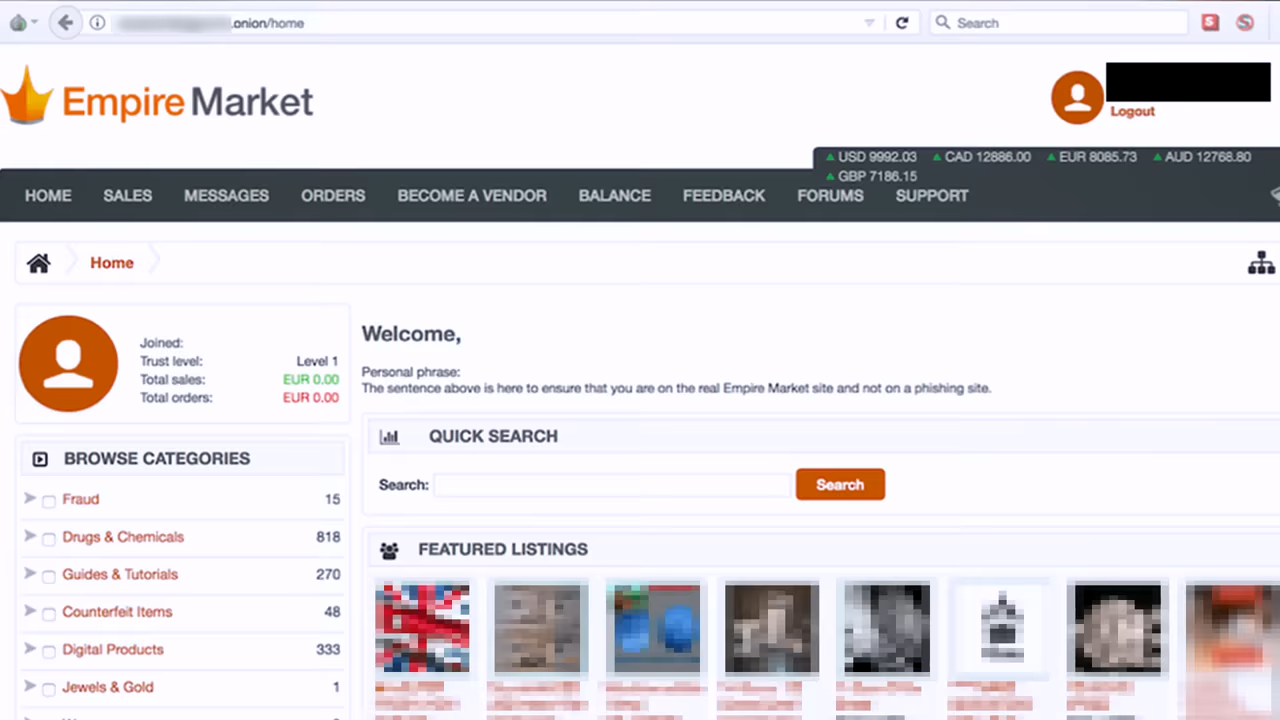 .onion/home
Search
S
S
Empire Market
Logout
USD 9992.03 CAD 12886.00 EUR 8085.73 AUD 12768.80
GBP 7186.15
HOME SALES MESSAGES ORDERS BECOME A VENDOR BALANCE FEEDBACK FORUMS SUPPORT
Home
Joined:
Trust level: Level 1
Total sales: EUR 0.00
Total orders: EUR 0.00
Welcome,
Personal phrase:
The sentence above is here to ensure that you are on the real Empire Market site and not on a phishing site.
QUICK SEARCH
Search: Search
BROWSE CATEGORIES
Fraud 15
Drugs & Chemicals 818
Guides & Tutorials 270
Counterfeit Items 48
Digital Products 333
Jewels & Gold 1
FEATURED LISTINGS